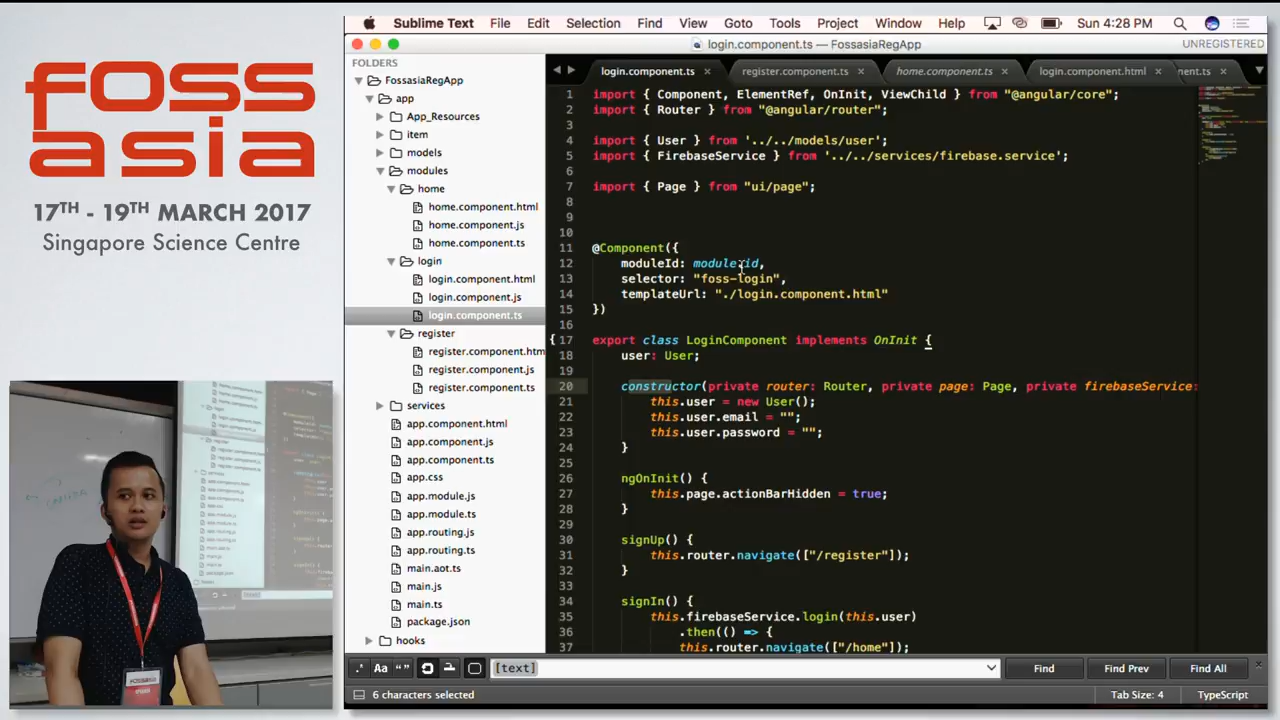 foss
asia
17TH - 19TH MARCH 2017
Singapore Science Centre
Sublime Text File Edit Selection Find View Goto Tools Project Window Help Sun 4:28 PM
login.component.ts — FossasiaRegApp UNREGISTERED
FOLDERS
FossasiaRegApp
app
App_Resources
item
models
modules
home
home.component.html
home.component.js
home.component.ts
login
login.component.html
login.component.js
login.component.ts
register
register.component.htm
register.component.js
register.component.ts
services
app.component.html
app.component.js
app.component.ts
app.css
app.module.js
app.module.ts
app.routing.js
app.routing.ts
main.aot.ts
main.js
main.ts
package.json
hooks
login.component.ts × register.component.ts × home.component.ts × login.component.html × nent.ts ×
1 import { Component, ElementRef, OnInit, ViewChild } from "@angular/core";
2 import { Router } from "@angular/router";
3
4 import { User } from '../../models/user';
5 import { FirebaseService } from '../../services/firebase.service';
6
7 import { Page } from "ui/page";
8
9
10
11 @Component({
12 moduleId: module.id,
13 selector: "foss-login",
14 templateUrl: "./login.component.html"
15 })
16
17 export class LoginComponent implements OnInit {
18 user: User;
19
20 constructor(private router: Router, private page: Page, private firebaseService:
21 this.user = new User();
22 this.user.email = "";
23 this.user.password = "";
24 }
25
26 ngOnInit() {
27 this.page.actionBarHidden = true;
28 }
29
30 signUp() {
31 this.router.navigate(["/register"]);
32 }
33
34 signIn() {
35 this.firebaseService.login(this.user)
36 .then(() => {
37 this.router.navigate(["/home"]);
.* Aa “” [text] Find Find Prev Find All
6 characters selected Tab Size: 4 TypeScript